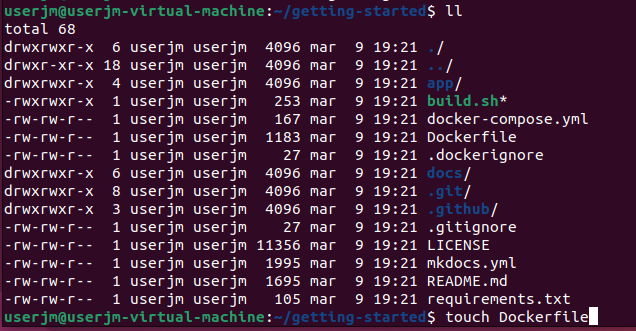 userjm@userjm-virtual-machine:~/getting-started$ ll
total 68
drwxrwxr-x  6 userjm userjm  4096 mar  9 19:21 ./
drwxr-xr-x 18 userjm userjm  4096 mar  9 19:21 ../
drwxrwxr-x  4 userjm userjm  4096 mar  9 19:21 app/
-rwxrwxr-x  1 userjm userjm   253 mar  9 19:21 build.sh*
-rw-rw-r--  1 userjm userjm   167 mar  9 19:21 docker-compose.yml
-rw-rw-r--  1 userjm userjm  1183 mar  9 19:21 Dockerfile
-rw-rw-r--  1 userjm userjm    27 mar  9 19:21 .dockerignore
drwxrwxr-x  6 userjm userjm  4096 mar  9 19:21 docs/
drwxrwxr-x  8 userjm userjm  4096 mar  9 19:21 .git/
drwxrwxr-x  3 userjm userjm  4096 mar  9 19:21 .github/
-rw-rw-r--  1 userjm userjm    27 mar  9 19:21 .gitignore
-rw-rw-r--  1 userjm userjm 11356 mar  9 19:21 LICENSE
-rw-rw-r--  1 userjm userjm  1995 mar  9 19:21 mkdocs.yml
-rw-rw-r--  1 userjm userjm  1695 mar  9 19:21 README.md
-rw-rw-r--  1 userjm userjm   105 mar  9 19:21 requirements.txt
userjm@userjm-virtual-machine:~/getting-started$ touch Dockerfile